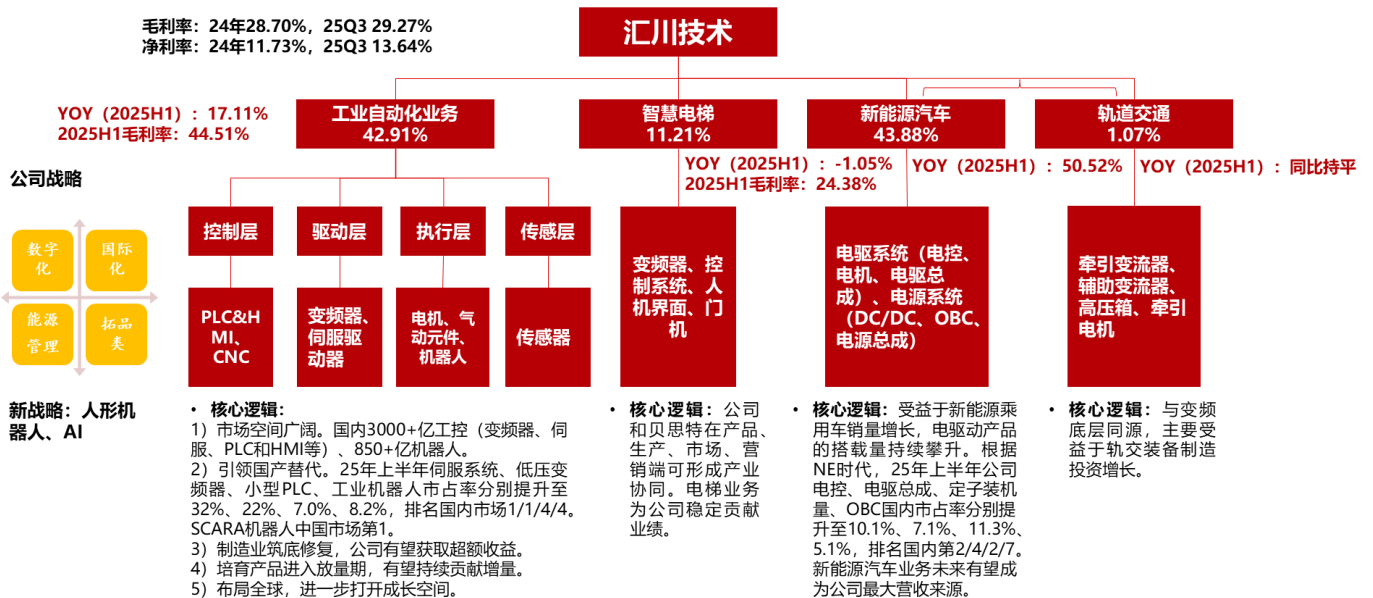 毛利率：24年28.70%，25Q3 29.27%
净利率：24年11.73%，25Q3 13.64%
汇川技术
YOY（2025H1）：17.11%
2025H1毛利率：44.51%
工业自动化业务
42.91%
智慧电梯
11.21%
新能源汽车
43.88%
轨道交通
1.07%
YOY（2025H1）：-1.05%
2025H1毛利率：24.38%
YOY（2025H1）：50.52%
YOY（2025H1）：同比持平
公司战略
数字
化
国际
化
能源
管理
拓品
类
新战略：人形机
器人、AI
控制层
驱动层
执行层
传感层
PLC&H
MI、
CNC
变频器、
伺服驱
动器
电机、气
动元件、
机器人
传感器
变频器、控
制系统、人
机界面、门
机
电驱系统（电控、
电机、电驱总
成）、电源系统
（DC/DC、OBC、
电源总成）
牵引变流器、
辅助变流器、
高压箱、牵引
电机
• 核心逻辑：
1）市场空间广阔。国内3000+亿工控（变频器、伺
服、PLC和HMI等）、850+亿机器人。
2）引领国产替代。25年上半年伺服系统、低压变
频器、小型PLC、工业机器人市占率分别提升至
32%、22%、7.0%、8.2%，排名国内市场1/1/4/4。
SCARA机器人中国市场第1。
3）制造业筑底修复，公司有望获取超额收益。
4）培育产品进入放量期，有望持续贡献增量。
5）布局全球，进一步打开成长空间。
• 核心逻辑：公司
和贝思特在产品、
生产、市场、营
销端可形成产业
协同。电梯业务
为公司稳定贡献
业绩。
• 核心逻辑：受益于新能源乘
用车销量增长，电驱动产品
的搭载量持续攀升。根据
NE时代，25年上半年公司
电控、电驱总成、定子装机
量、OBC国内市占率分别提
升至10.1%、7.1%、11.3%、
5.1%，排名国内第2/4/2/7。
新能源汽车业务未来有望成
为公司最大营收来源。
• 核心逻辑：与变频
底层同源，主要受
益于轨交装备制造
投资增长。